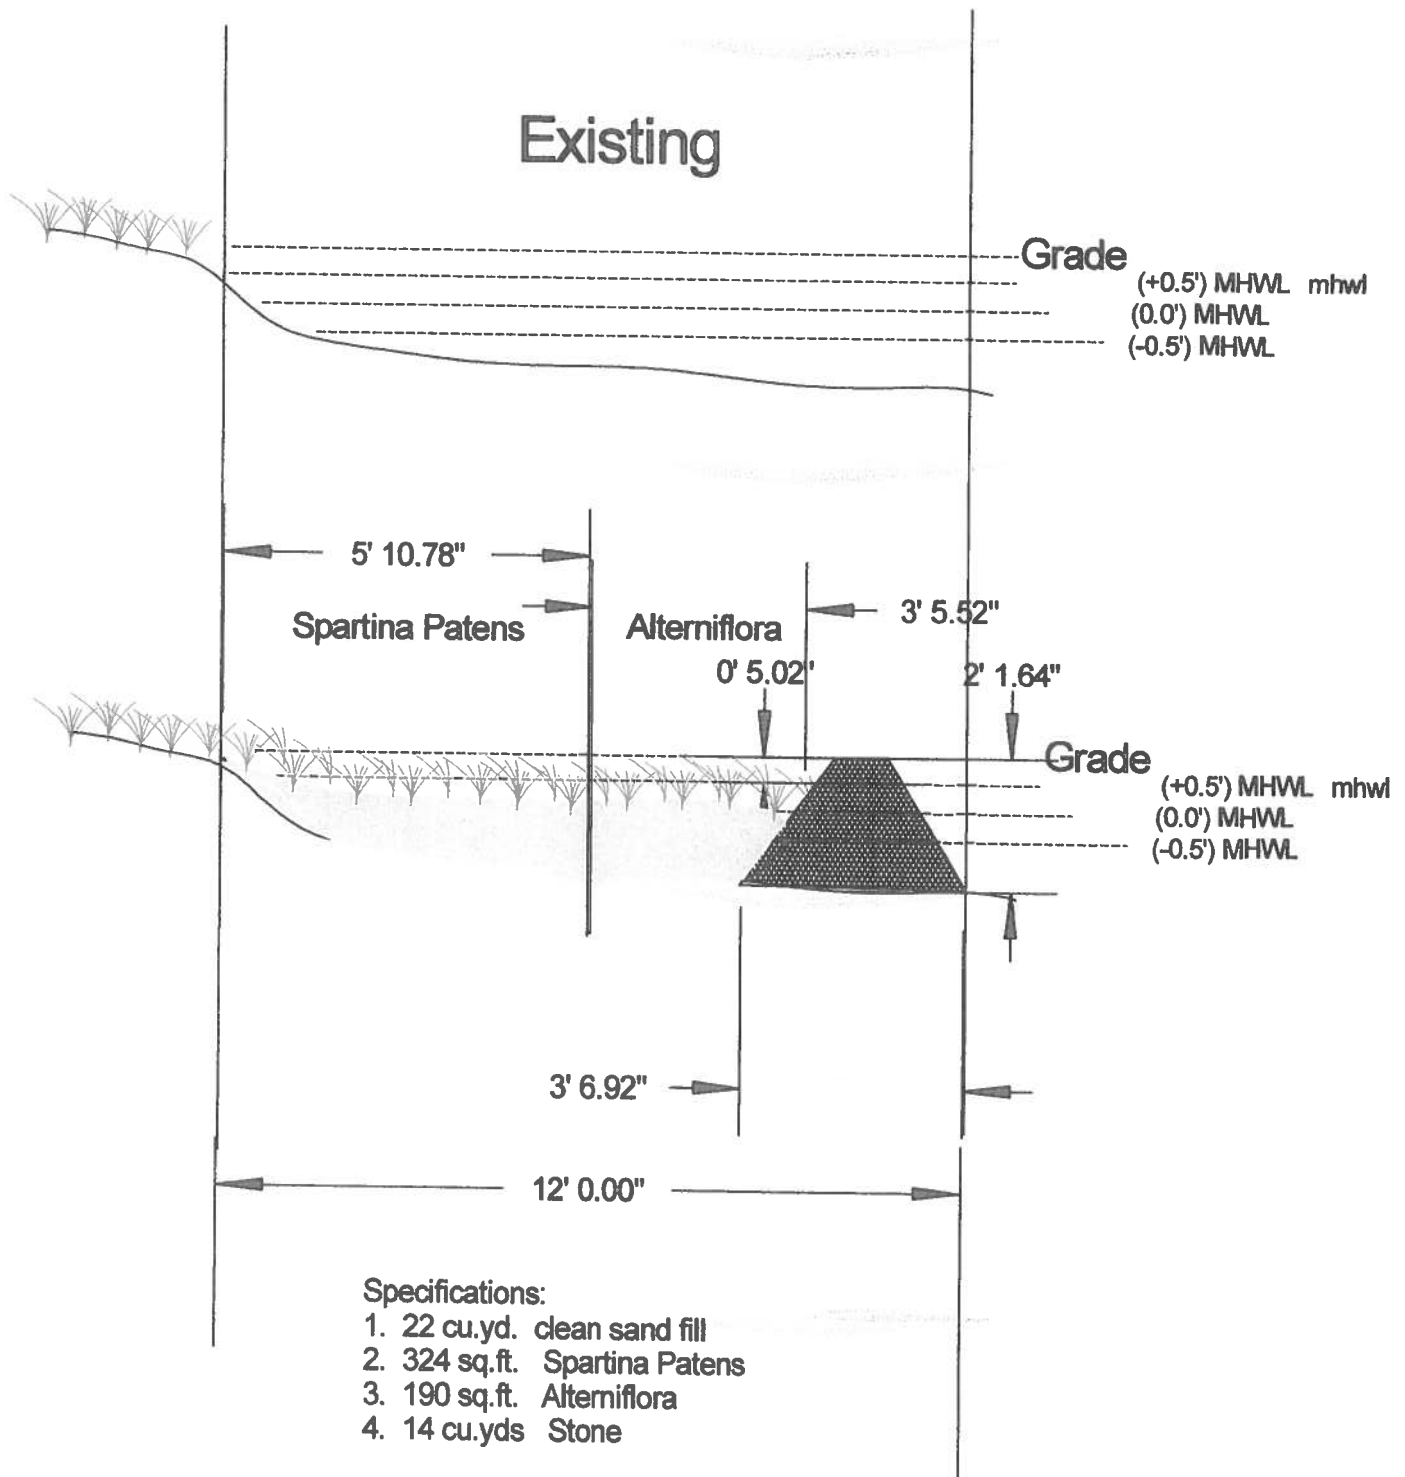 Existing
Grade
(+0.5') MHWL mhwl
(0.0') MHWL
(-0.5') MHWL
5' 10.78"
3' 5.52"
Spartina Patens
Alterniflora
0' 5.02"
2' 1.64"
Grade
(+0.5') MHWL mhwl
(0.0') MHWL
(-0.5') MHWL
3' 6.92"
12' 0.00"
Specifications:
1. 22 cu.yd. clean sand fill
2. 324 sq.ft. Spartina Patens
3. 190 sq.ft. Alterniflora
4. 14 cu.yds Stone